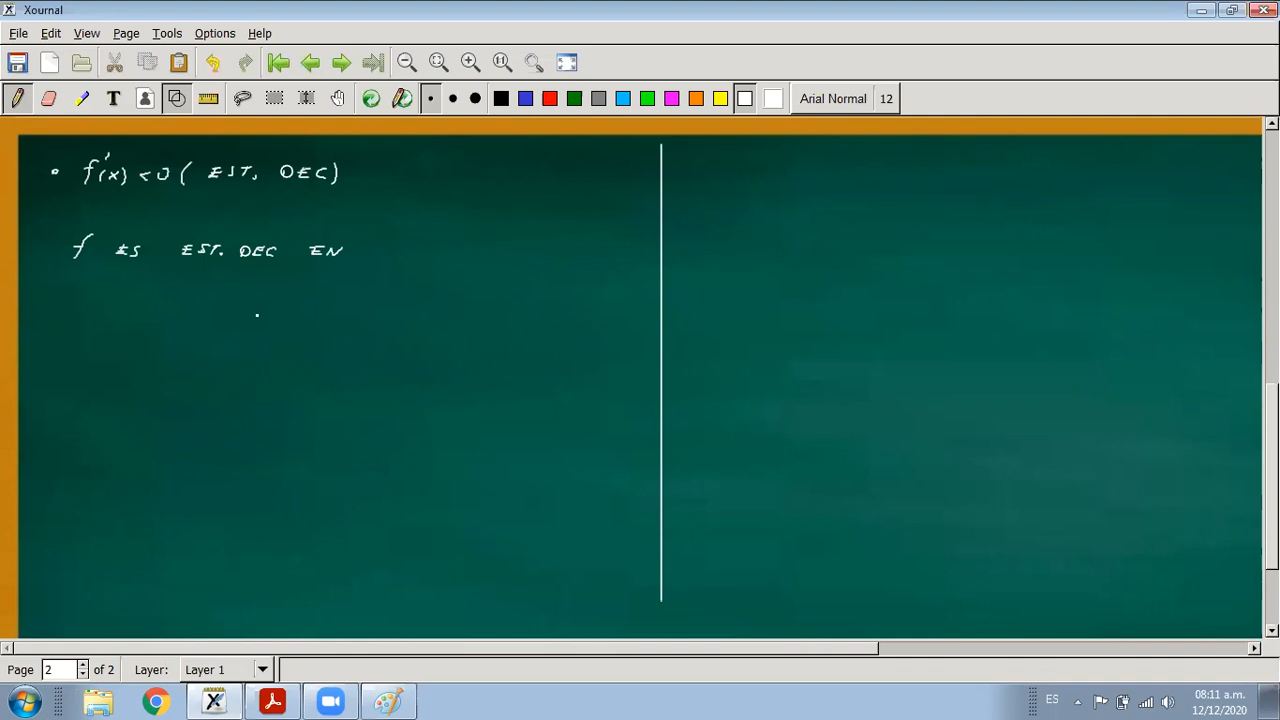 Xournal
File Edit View Page Tools Options Help
Arial Normal 12
• f'(x) < 0 ( EST. DEC)
f ES EST. DEC EN
Page 2 of 2 Layer: Layer 1
ES 08:11 a.m.
12/12/2020